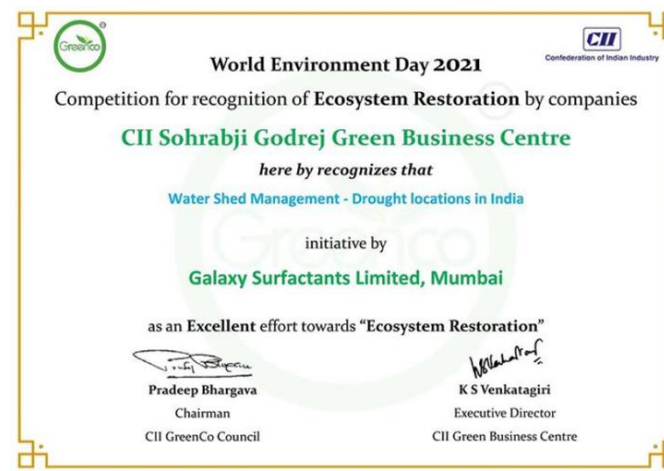 Greenco
CII
Confederation of Indian Industry
World Environment Day 2021
Competition for recognition of Ecosystem Restoration by companies
CII Sohrabji Godrej Green Business Centre
here by recognizes that
Water Shed Management - Drought locations in India
initiative by
Galaxy Surfactants Limited, Mumbai
as an Excellent effort towards “Ecosystem Restoration”
Pradeep Bhargava
Chairman
CII GreenCo Council
K S Venkatagiri
Executive Director
CII Green Business Centre
Greenco